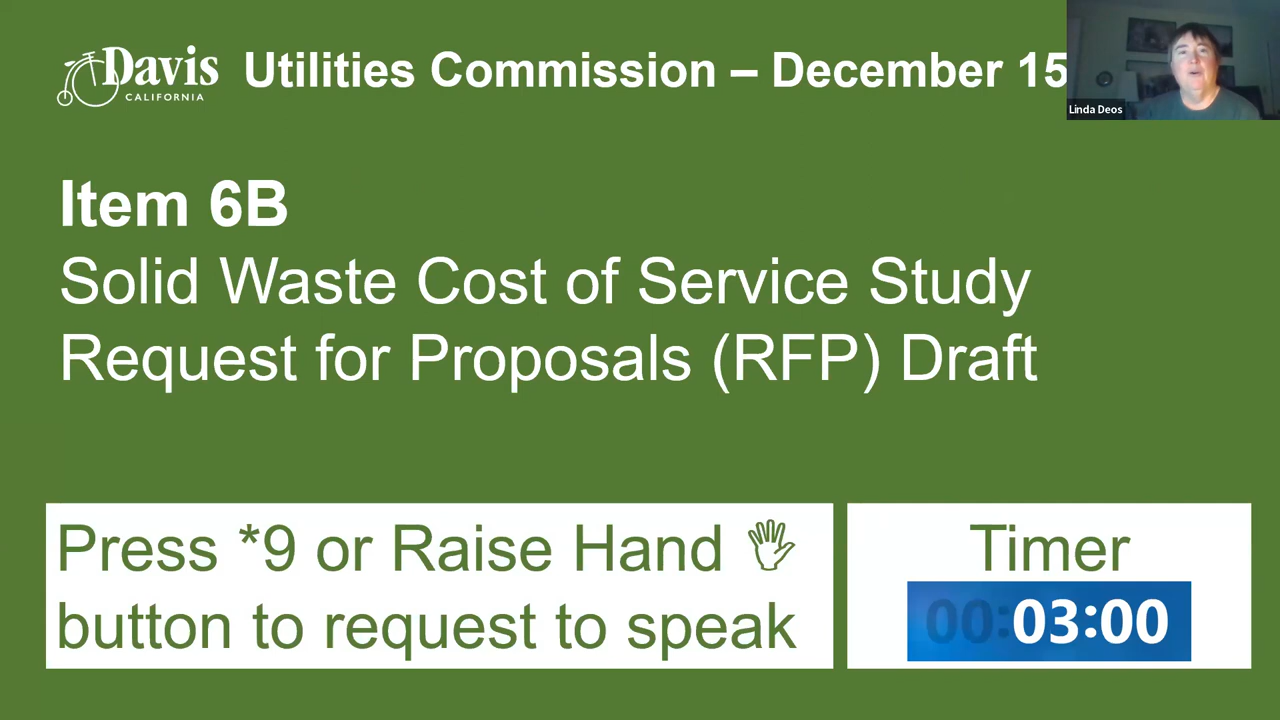 Davis
CALIFORNIA
Utilities Commission – December 15
Linda Deos
Item 6B
Solid Waste Cost of Service Study
Request for Proposals (RFP) Draft
Press *9 or Raise Hand
button to request to speak
Timer
00:03:00